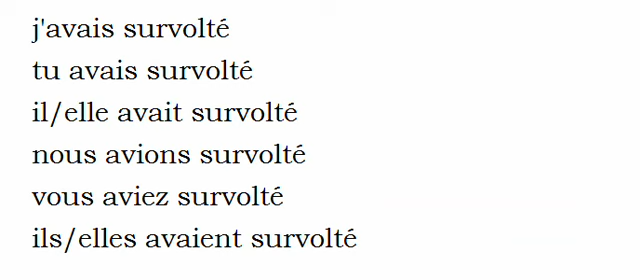 j'avais survolté
tu avais survolté
il/elle avait survolté
nous avions survolté
vous aviez survolté
ils/elles avaient survolté